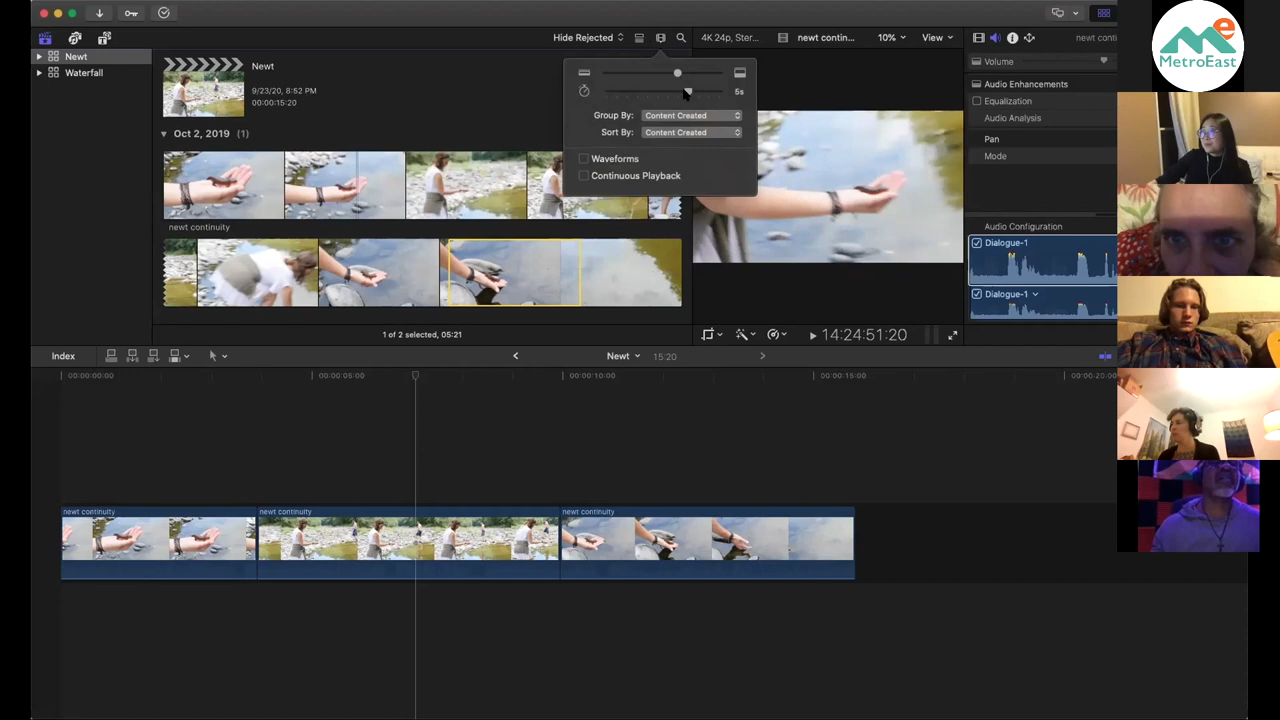 Hide Rejected
4K 24p, Ster...
newt contin...
10%
View
newt conti
e
MetroEast
Newt
Waterfall
Newt
9/23/20, 8:52 PM
00:00:15:20
Oct 2, 2019 (1)
newt continuity
1 of 2 selected, 05:21
5s
Group By: Content Created
Sort By: Content Created
Waveforms
Continuous Playback
Volume
Audio Enhancements
Equalization
Audio Analysis
Pan
Mode
Audio Configuration
Dialogue-1
Dialogue-1
14:24:51:20
Index
Newt
15:20
00:00:00:00
00:00:05:00
00:00:10:00
00:00:15:00
00:00:20:00
newt continuity
newt continuity
newt continuity